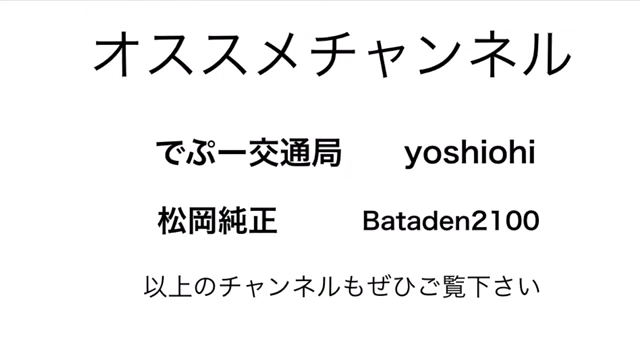 オススメチャンネル
でぷー交通局 yoshiohi
松岡純正 Bataden2100
以上のチャンネルもぜひご覧下さい